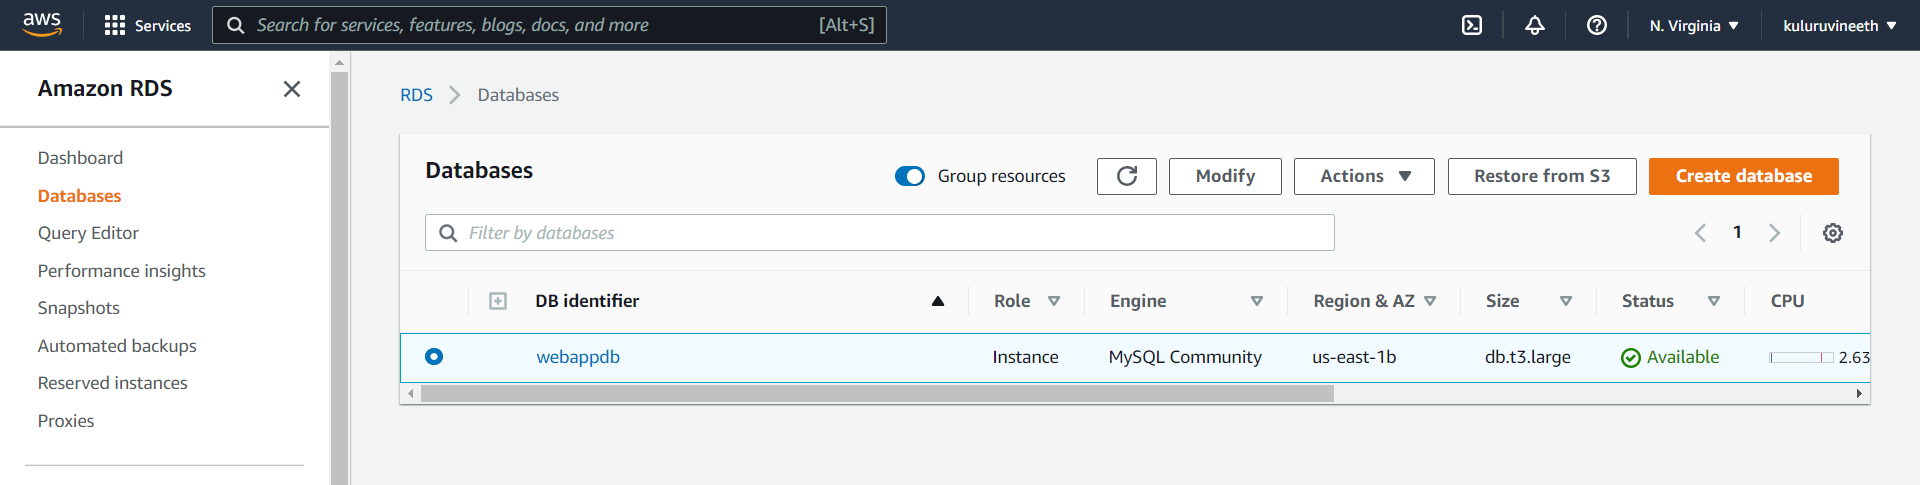 aws Services Search for services, features, blogs, docs, and more [Alt+S] N. Virginia kuluruvineeth
Amazon RDS
Dashboard
Databases
Query Editor
Performance insights
Snapshots
Automated backups
Reserved instances
Proxies
RDS Databases
Databases Group resources Modify Actions Restore from S3 Create database
Filter by databases 1
DB identifier Role Engine Region & AZ Size Status CPU
webappdb Instance MySQL Community us-east-1b db.t3.large Available 2.63